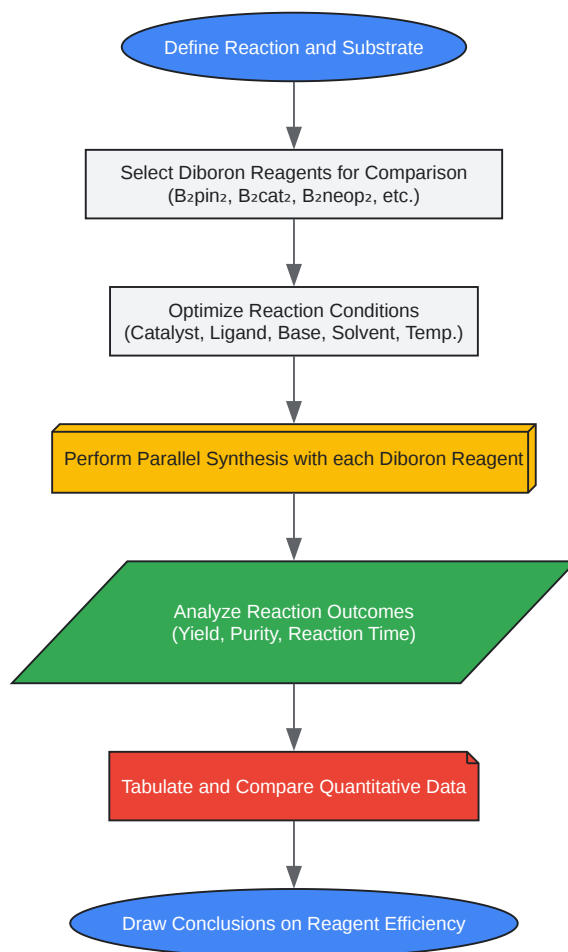 Define Reaction and Substrate
Select Diboron Reagents for Comparison
(B₂pin₂, B₂cat₂, B₂neop₂, etc.)
Optimize Reaction Conditions
(Catalyst, Ligand, Base, Solvent, Temp.)
Perform Parallel Synthesis with each Diboron Reagent
Analyze Reaction Outcomes
(Yield, Purity, Reaction Time)
Tabulate and Compare Quantitative Data
Draw Conclusions on Reagent Efficiency